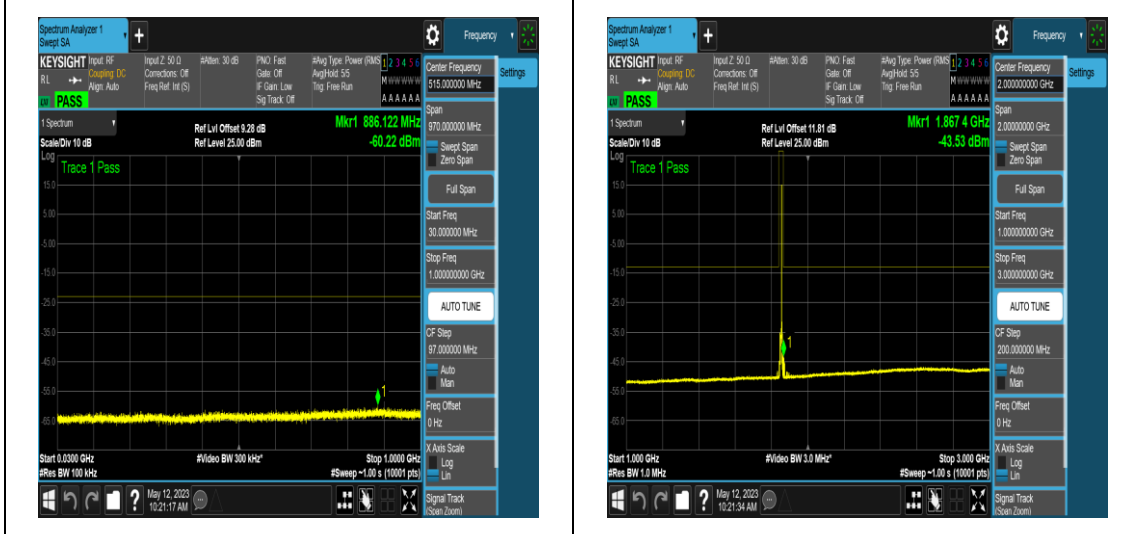 Spectrum Analyzer 1
Swept SA
Frequency
KEYSIGHT
Input: RF
Coupling: DC
Align: Auto
Input Z: 50 Ω
Corrections: Off
Freq Ref: Int (S)
#Atten: 30 dB
PNO: Fast
Gate: Off
IF Gain: Low
Sig Track: Off
#Avg Type: Power (RMS
Avg|Hold: 5/5
Trig: Free Run
1 2 3 4 5 6
M W W W W W
A A A A A A
RL
PASS
1 Spectrum
Scale/Div 10 dB
Ref Lvl Offset 9.28 dB
Ref Level 25.00 dBm
Mkr1 886.122 MHz
-60.22 dBm
Log
Trace 1 Pass
15.0
5.00
-5.00
-15.0
-25.0
-35.0
-45.0
-55.0
-65.0
1
Start 0.0300 GHz
#Res BW 100 kHz
#Video BW 300 kHz*
Stop 1.0000 GHz
#Sweep ~1.00 s (10001 pts)
May 12, 2023
10:21:17 AM
Center Frequency
515.000000 MHz
Settings
Span
970.000000 MHz
Swept Span
Zero Span
Full Span
Start Freq
30.000000 MHz
Stop Freq
1.000000000 GHz
AUTO TUNE
CF Step
97.000000 MHz
Auto
Man
Freq Offset
0 Hz
X Axis Scale
Log
Lin
Signal Track
(Span Zoom)
Spectrum Analyzer 1
Swept SA
Frequency
KEYSIGHT
Input: RF
Coupling: DC
Align: Auto
Input Z: 50 Ω
Corrections: Off
Freq Ref: Int (S)
#Atten: 30 dB
PNO: Fast
Gate: Off
IF Gain: Low
Sig Track: Off
#Avg Type: Power (RMS
Avg|Hold: 5/5
Trig: Free Run
1 2 3 4 5 6
M W W W W W
A A A A A A
RL
PASS
1 Spectrum
Scale/Div 10 dB
Ref Lvl Offset 11.81 dB
Ref Level 25.00 dBm
Mkr1 1.867 4 GHz
-43.53 dBm
Log
Trace 1 Pass
15.0
5.00
-5.00
-15.0
-25.0
-35.0
-45.0
-55.0
-65.0
1
Start 1.000 GHz
#Res BW 1.0 MHz
#Video BW 3.0 MHz*
Stop 3.000 GHz
#Sweep ~1.00 s (10001 pts)
May 12, 2023
10:21:34 AM
Center Frequency
2.000000000 GHz
Settings
Span
2.00000000 GHz
Swept Span
Zero Span
Full Span
Start Freq
1.000000000 GHz
Stop Freq
3.000000000 GHz
AUTO TUNE
CF Step
200.000000 MHz
Auto
Man
Freq Offset
0 Hz
X Axis Scale
Log
Lin
Signal Track
(Span Zoom)